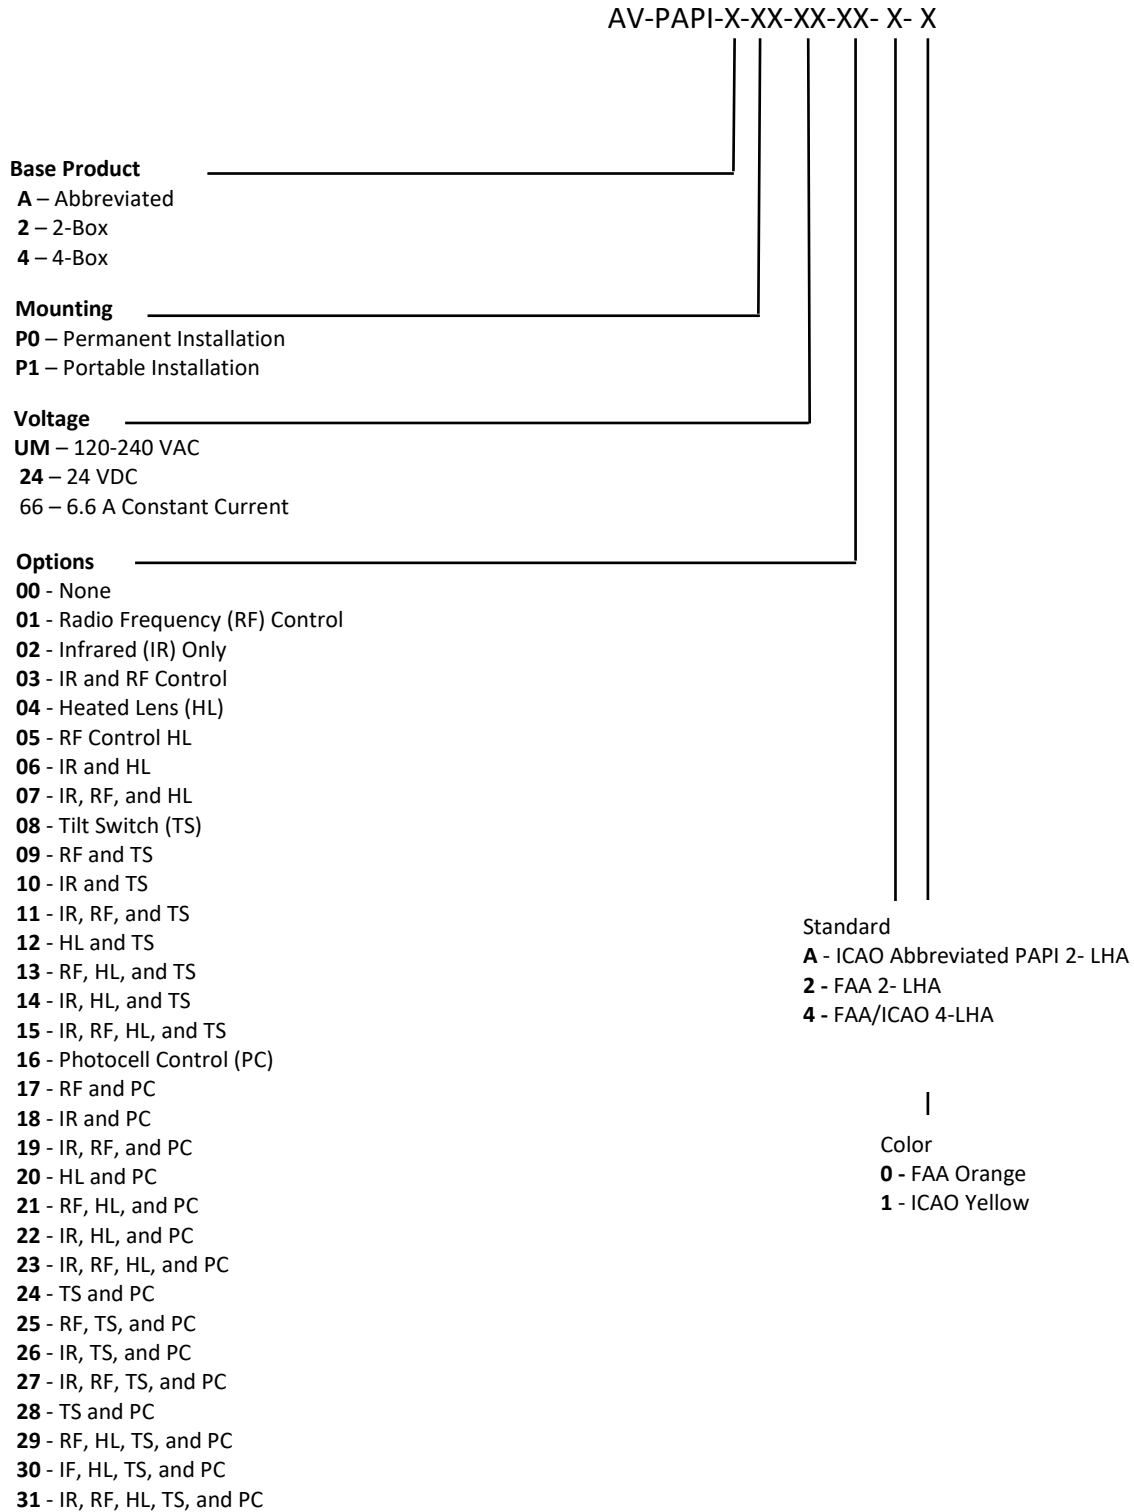 AV-PAPI-X-XX-XX-XX- X- X
Base Product
A – Abbreviated
2 – 2-Box
4 – 4-Box
Mounting
P0 – Permanent Installation
P1 – Portable Installation
Voltage
UM – 120-240 VAC
24 – 24 VDC
66 – 6.6 A Constant Current
Options
00 - None
01 - Radio Frequency (RF) Control
02 - Infrared (IR) Only
03 - IR and RF Control
04 - Heated Lens (HL)
05 - RF Control HL
06 - IR and HL
07 - IR, RF, and HL
08 - Tilt Switch (TS)
09 - RF and TS
10 - IR and TS
11 - IR, RF, and TS
12 - HL and TS
13 - RF, HL, and TS
14 - IR, HL, and TS
15 - IR, RF, HL, and TS
16 - Photocell Control (PC)
17 - RF and PC
18 - IR and PC
19 - IR, RF, and PC
20 - HL and PC
21 - RF, HL, and PC
22 - IR, HL, and PC
23 - IR, RF, HL, and PC
24 - TS and PC
25 - RF, TS, and PC
26 - IR, TS, and PC
27 - IR, RF, TS, and PC
28 - TS and PC
29 - RF, HL, TS, and PC
30 - IF, HL, TS, and PC
31 - IR, RF, HL, TS, and PC
Standard
A - ICAO Abbreviated PAPI 2- LHA
2 - FAA 2- LHA
4 - FAA/ICAO 4-LHA
Color
0 - FAA Orange
1 - ICAO Yellow